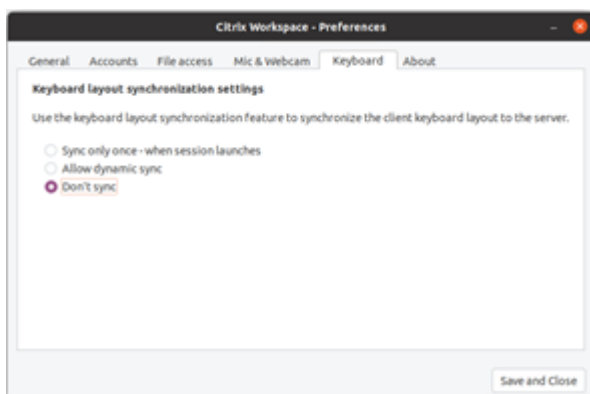 Citrix Workspace - Preferences
General Accounts File access Mic & Webcam Keyboard About
Keyboard layout synchronization settings
Use the keyboard layout synchronization feature to synchronize the client keyboard layout to the server.
Sync only once - when session launches
Allow dynamic sync
Don't sync
Save and Close